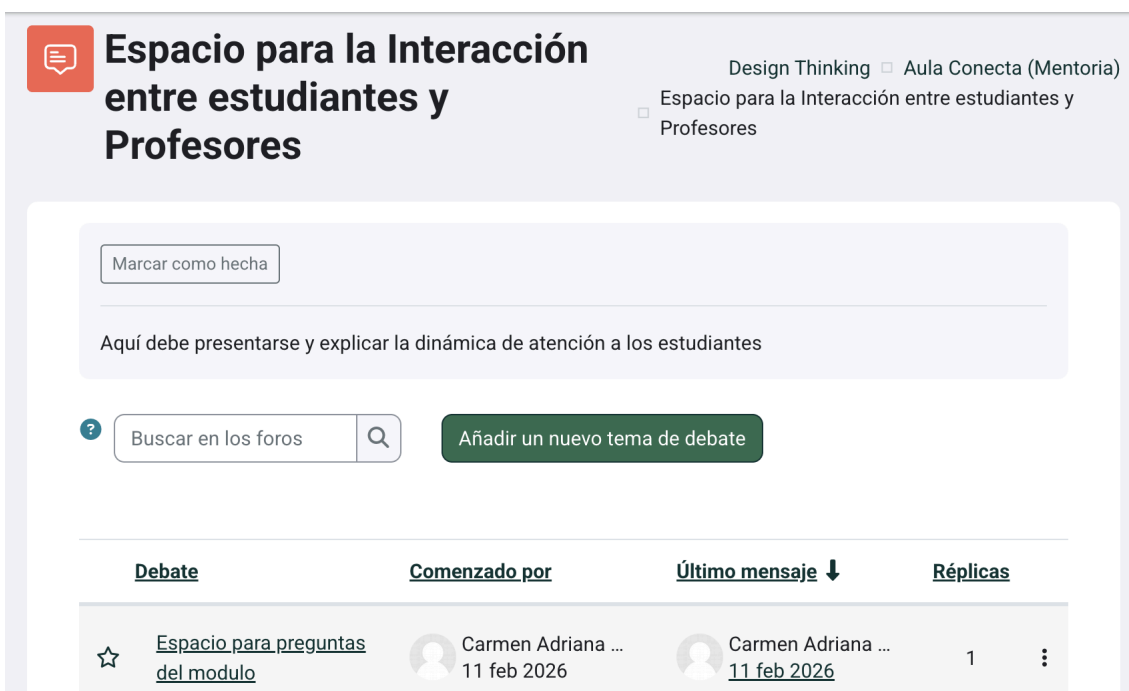 Espacio para la Interacción
entre estudiantes y
Profesores
Design Thinking
Aula Conecta (Mentoria)
Espacio para la Interacción entre estudiantes y
Profesores
Marcar como hecha
Aquí debe presentarse y explicar la dinámica de atención a los estudiantes
?
Buscar en los foros
Añadir un nuevo tema de debate
Debate Comenzado por Último mensaje Réplicas
Espacio para preguntas
del modulo
Carmen Adriana ...
11 feb 2026
Carmen Adriana ...
11 feb 2026
1